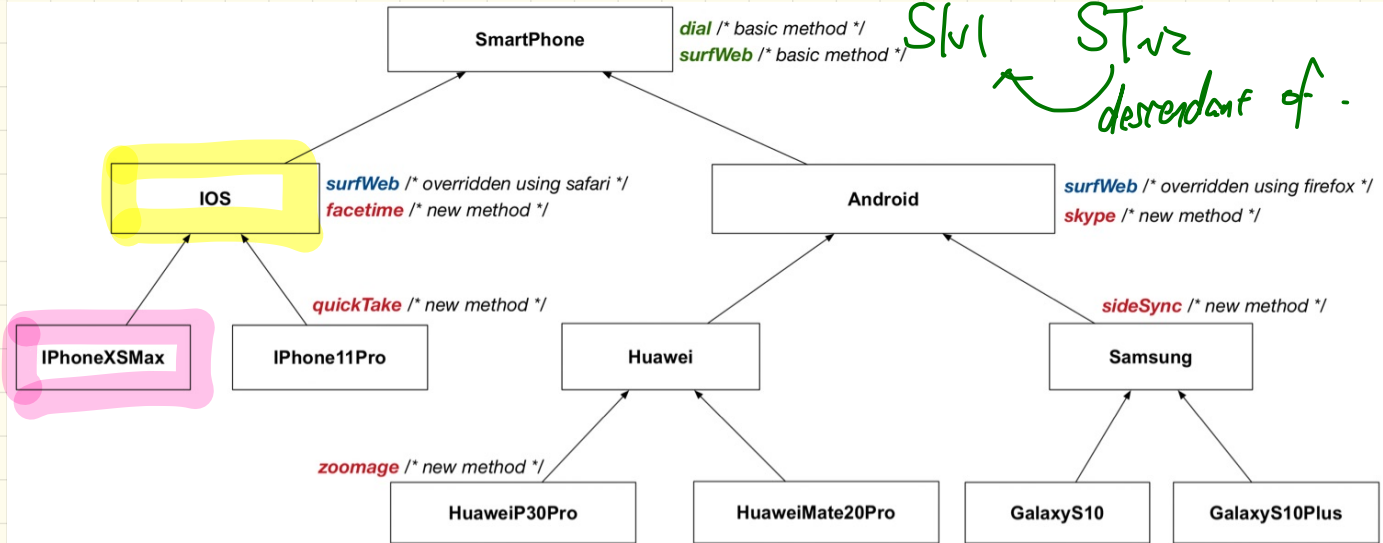 SmartPhone
dial /* basic method */
surfWeb /* basic method */
descendant of
IOS
surfWeb /* overridden using safari */
facetime /* new method */
Android
surfWeb /* overridden using firefox */
skype /* new method */
quickTake /* new method */
sideSync /* new method */
IPhoneXSMax
IPhone11Pro
Huawei
Samsung
zoomage /* new method */
HuaweiP30Pro
HuaweiMate20Pro
GalaxyS10
GalaxyS10Plus